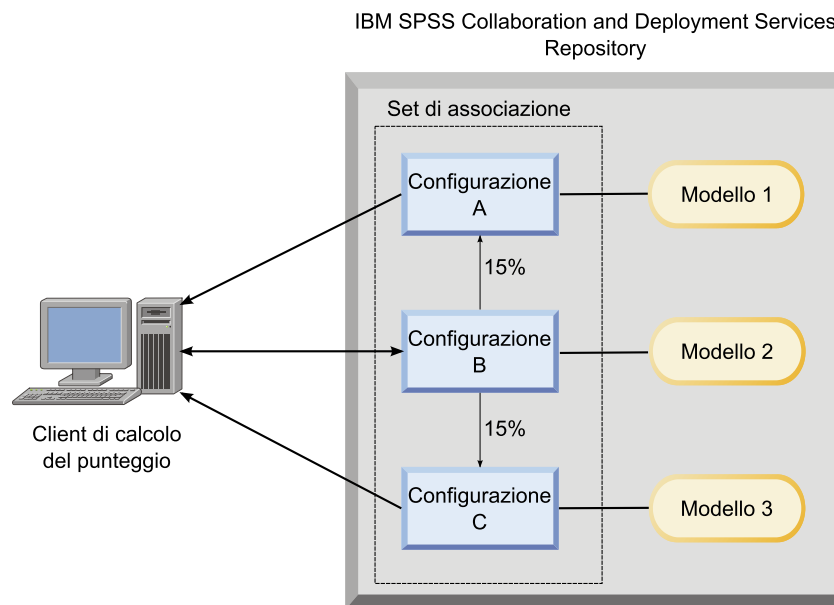 IBM SPSS Collaboration and Deployment Services
Repository
Set di associazione
Configurazione
A
Modello 1
15%
Configurazione
B
Modello 2
15%
Client di calcolo
del punteggio
Configurazione
C
Modello 3